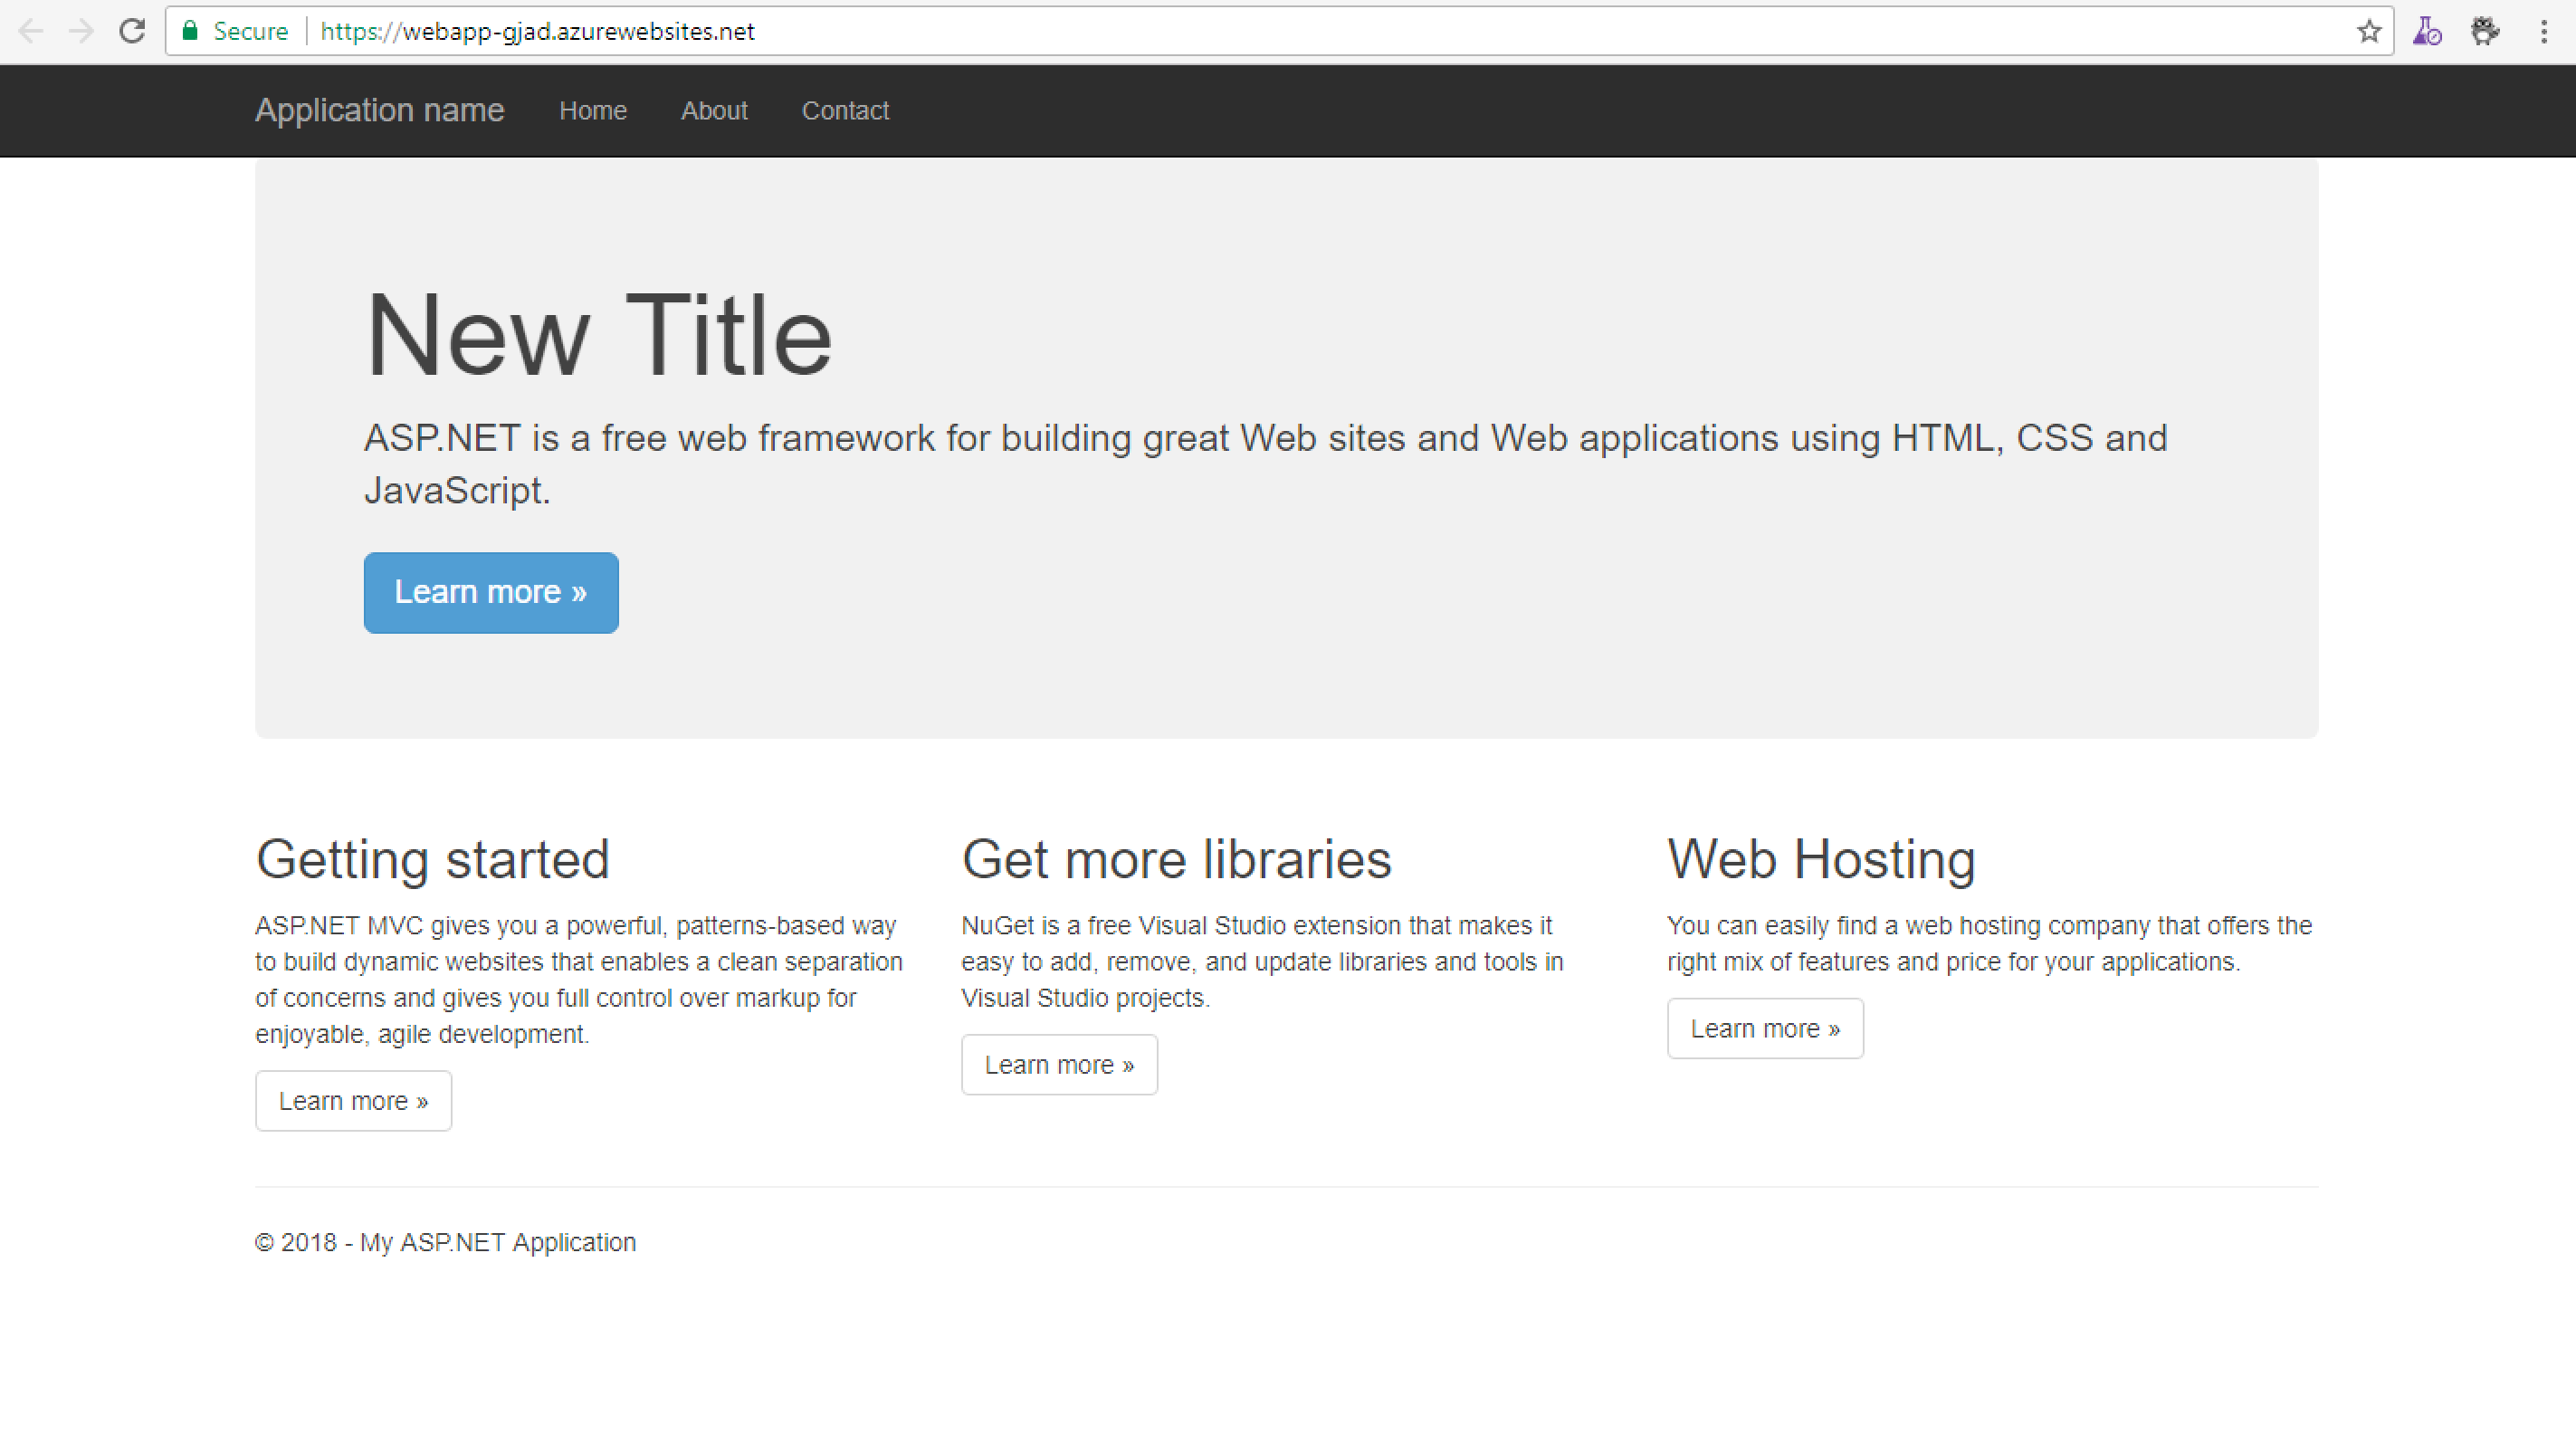 Secure https://webapp-gjad.azurewebsites.net
Application name Home About Contact
New Title
ASP.NET is a free web framework for building great Web sites and Web applications using HTML, CSS and
JavaScript.
Learn more »
Getting started
ASP.NET MVC gives you a powerful, patterns-based way
to build dynamic websites that enables a clean separation
of concerns and gives you full control over markup for
enjoyable, agile development.
Learn more »
Get more libraries
NuGet is a free Visual Studio extension that makes it
easy to add, remove, and update libraries and tools in
Visual Studio projects.
Learn more »
Web Hosting
You can easily find a web hosting company that offers the
right mix of features and price for your applications.
Learn more »
© 2018 - My ASP.NET Application